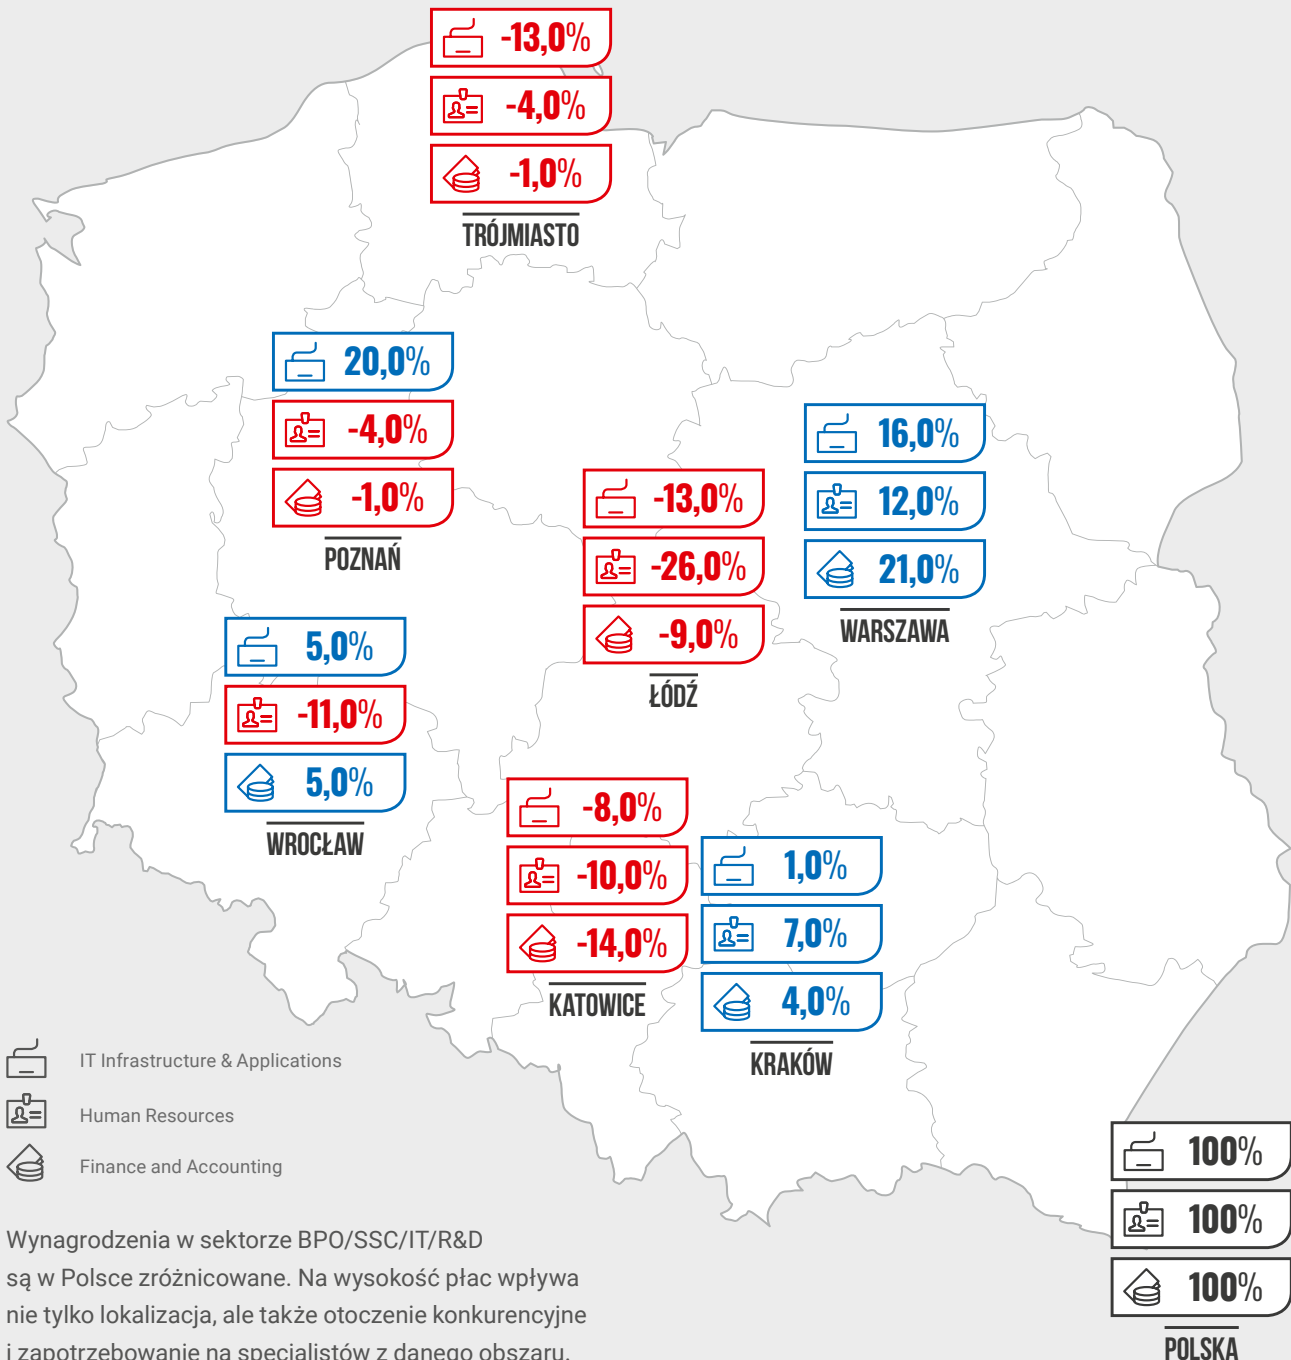 -13,0%
-4,0%
-1,0%
TRÓJMIASTO
20,0%
-4,0%
-1,0%
POZNAŃ
16,0%
12,0%
21,0%
WARSZAWA
-13,0%
-26,0%
-9,0%
ŁÓDŹ
5,0%
-11,0%
5,0%
WROCŁAW
-8,0%
-10,0%
-14,0%
KATOWICE
1,0%
7,0%
4,0%
KRAKÓW
IT Infrastructure & Applications
Human Resources
Finance and Accounting
100%
100%
100%
POLSKA
Wynagrodzenia w sektorze BPO/SSC/IT/R&D
są w Polsce zróżnicowane. Na wysokość płac wpływa
nie tylko lokalizacja, ale także otoczenie konkurencyjne
i zapotrzebowanie na specjalistów z danego obszaru.